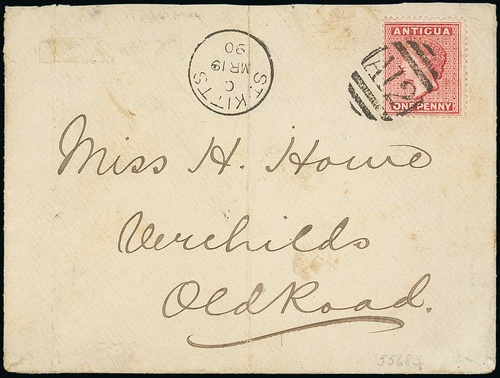 ANTIGUA
A12
ONE PENNY
ST. KITTS
C
MR 19
90
Miss H. Howe
Verchilds
Old Road.